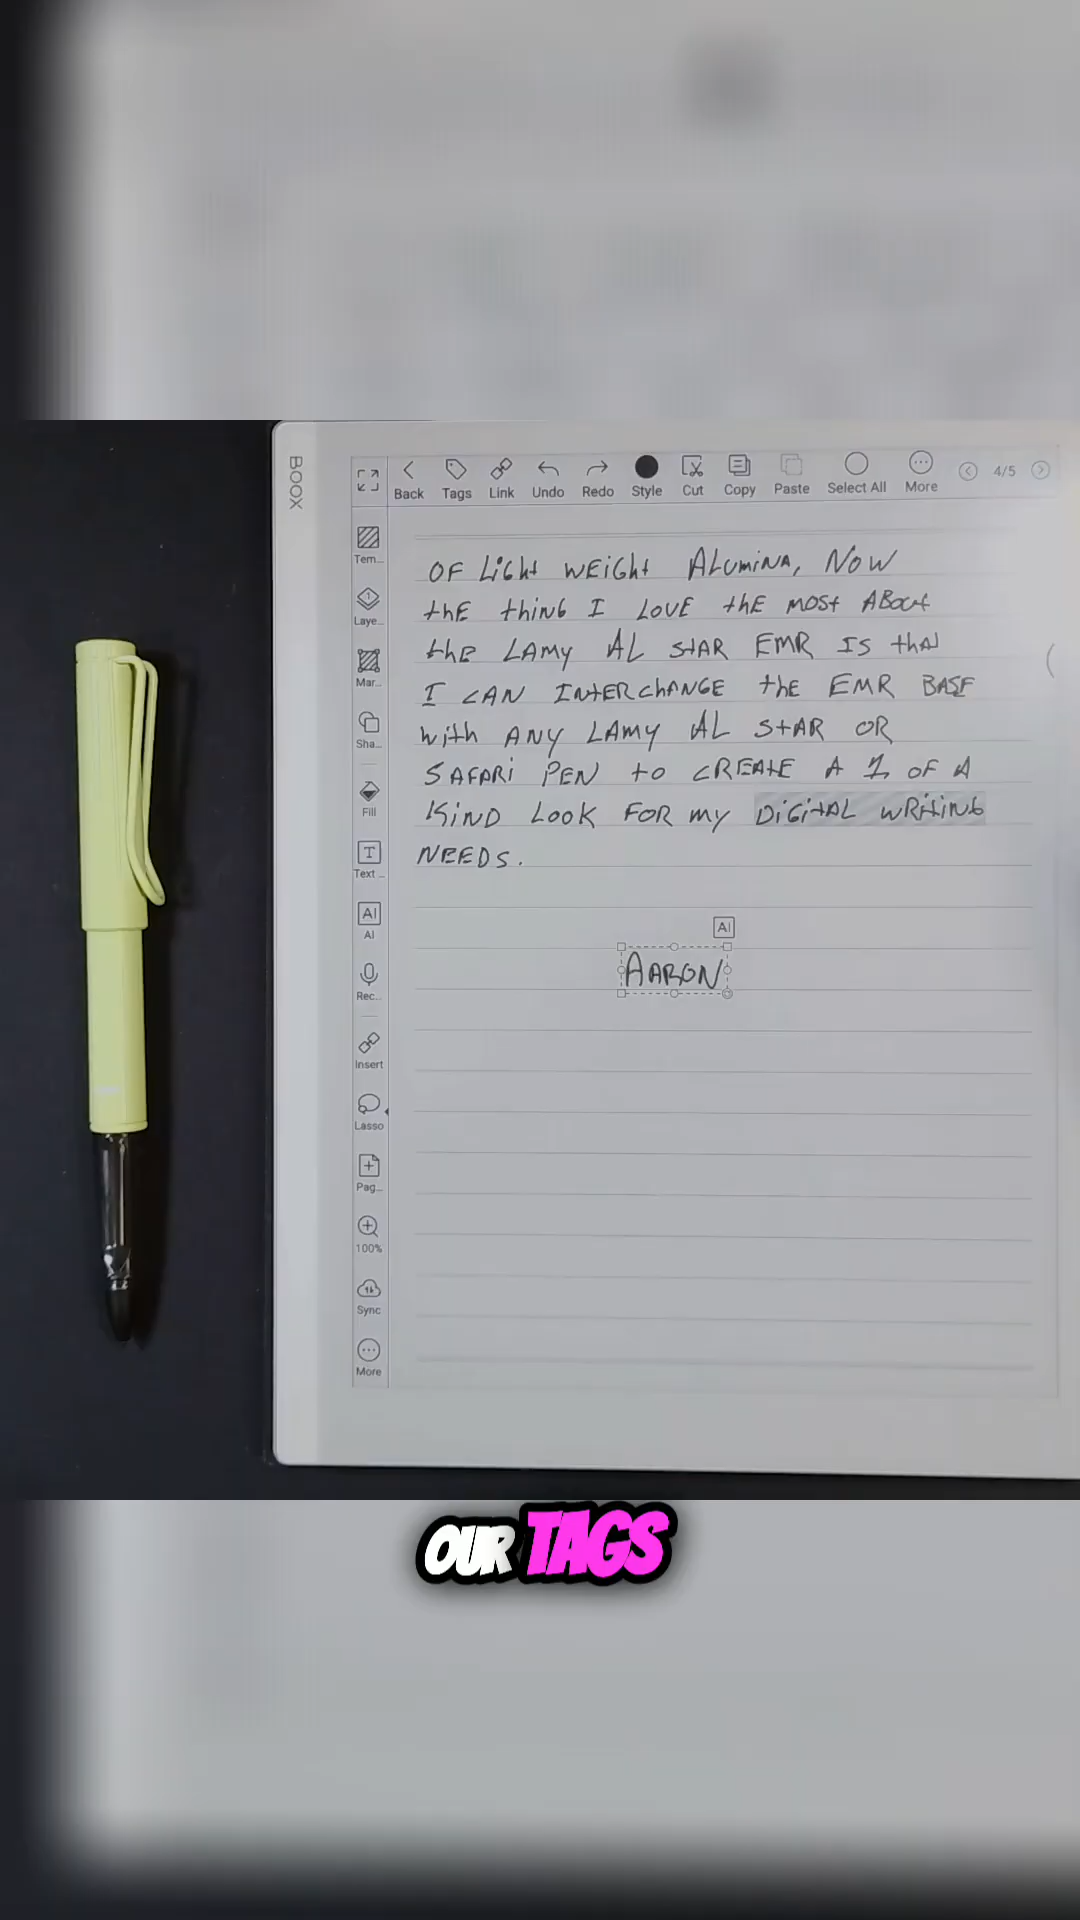 BOOX
Back Tags Link Undo Redo Style Cut Copy Paste Select All More 4/5
Tem...
Laye...
Mar...
Sha...
Fill
Text ...
AI
AI
Rec...
Insert
Lasso
Pag...
100%
Sync
More
OF LiGht WEiGht ALUMiNA, NOW
thE thiNG I LOVE thE MOSt ABOut
thE LAMy AL StAR EMR IS thAt
I CAN INtERChANGE thE EMR BASE
With ANY LAMy AL StAR OR
SAFARi PEN to CREAtE A 1 OF A
KiND LOOK FOR my DiGitAL WRitiNG
NEEDS.
AI
AARON
OUR TAGS